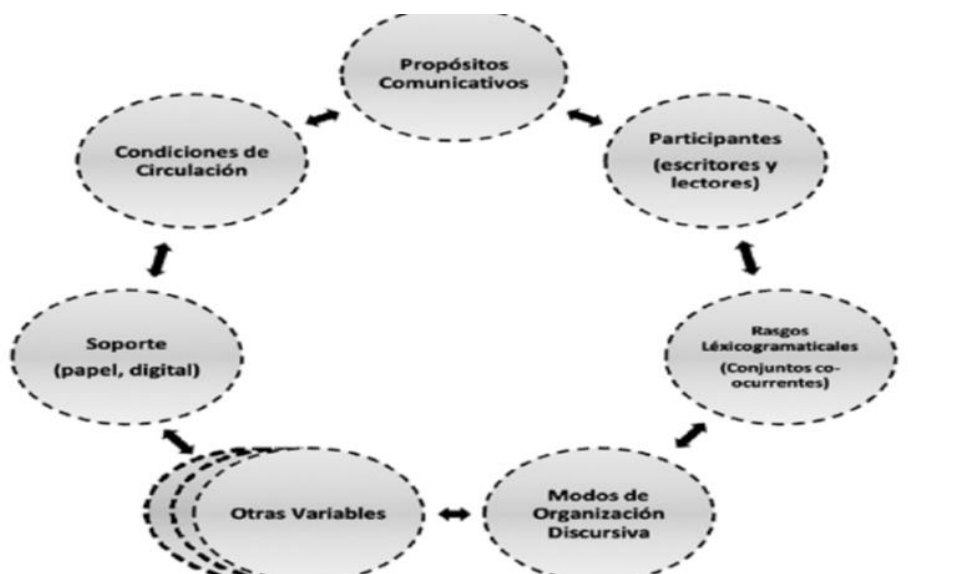 Propósitos
Comunicativos
Condiciones de
Circulación
Participantes
(escritores y
lectores)
Soporte
(papel, digital)
Rasgos
Léxicogramaticales
(Conjuntos co-
ocurrentes)
Otras Variables
Modos de
Organización
Discursiva